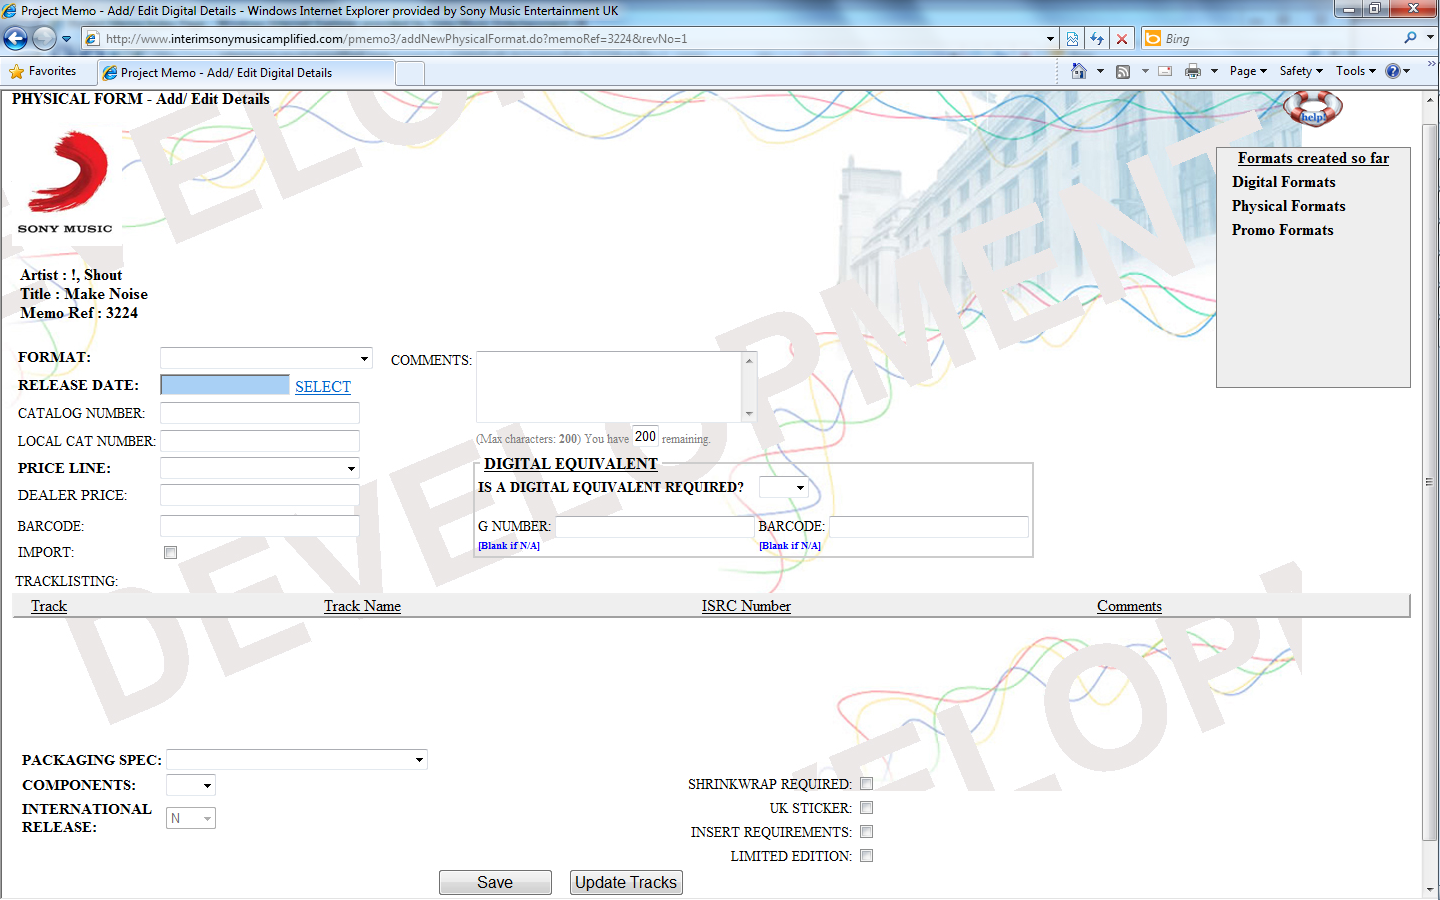 Project Memo - Add/ Edit Digital Details - Windows Internet Explorer provided by Sony Music Entertainment UK
http://www.interimsonymusicamplified.com/pmemo3/addNewPhysicalFormat.do?memoRef=3224&revNo=1
Bing
Favorites
Project Memo - Add/ Edit Digital Details
Page
Safety
Tools
PHYSICAL FORM - Add/ Edit Details
help!
SONY MUSIC
Formats created so far
Digital Formats
Physical Formats
Promo Formats
Artist : !, Shout
Title : Make Noise
Memo Ref : 3224
FORMAT:
COMMENTS:
RELEASE DATE: SELECT
CATALOG NUMBER:
LOCAL CAT NUMBER:
(Max characters: 200) You have 200 remaining.
PRICE LINE:
DIGITAL EQUIVALENT
IS A DIGITAL EQUIVALENT REQUIRED?
DEALER PRICE:
BARCODE:
G NUMBER: BARCODE:
[Blank if N/A] [Blank if N/A]
IMPORT:
TRACKLISTING:
Track Track Name ISRC Number Comments
DEVELOPMENT
PACKAGING SPEC:
COMPONENTS:
INTERNATIONAL
RELEASE: N
SHRINKWRAP REQUIRED:
UK STICKER:
INSERT REQUIREMENTS:
LIMITED EDITION:
Save Update Tracks